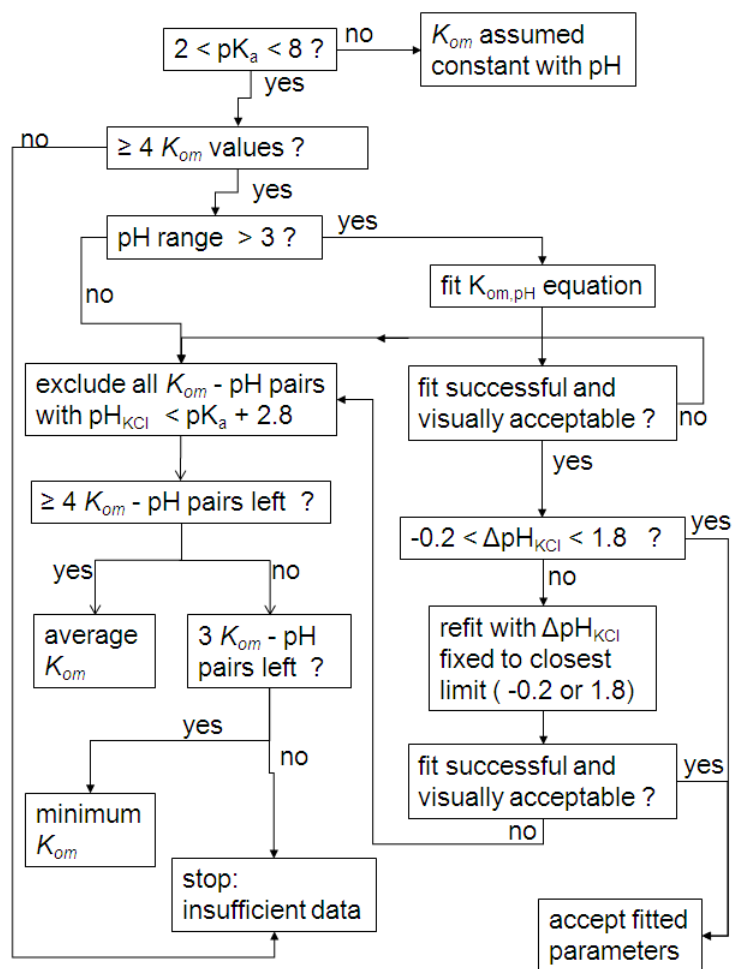 2 < pKa < 8 ?
no
Kom assumed
constant with pH
yes
no
≥ 4 Kom values ?
yes
pH range > 3 ?
yes
no
fit Kom,pH equation
exclude all Kom - pH pairs
with pHKCl < pKa + 2.8
fit successful and
visually acceptable ?
no
yes
≥ 4 Kom - pH pairs left ?
-0.2 < ΔpHKCl < 1.8 ?
yes
yes
no
no
average
Kom
3 Kom - pH
pairs left ?
refit with ΔpHKCl
fixed to closest
limit ( -0.2 or 1.8)
yes
no
fit successful and
visually acceptable ?
yes
no
minimum
Kom
stop:
insufficient data
accept fitted
parameters